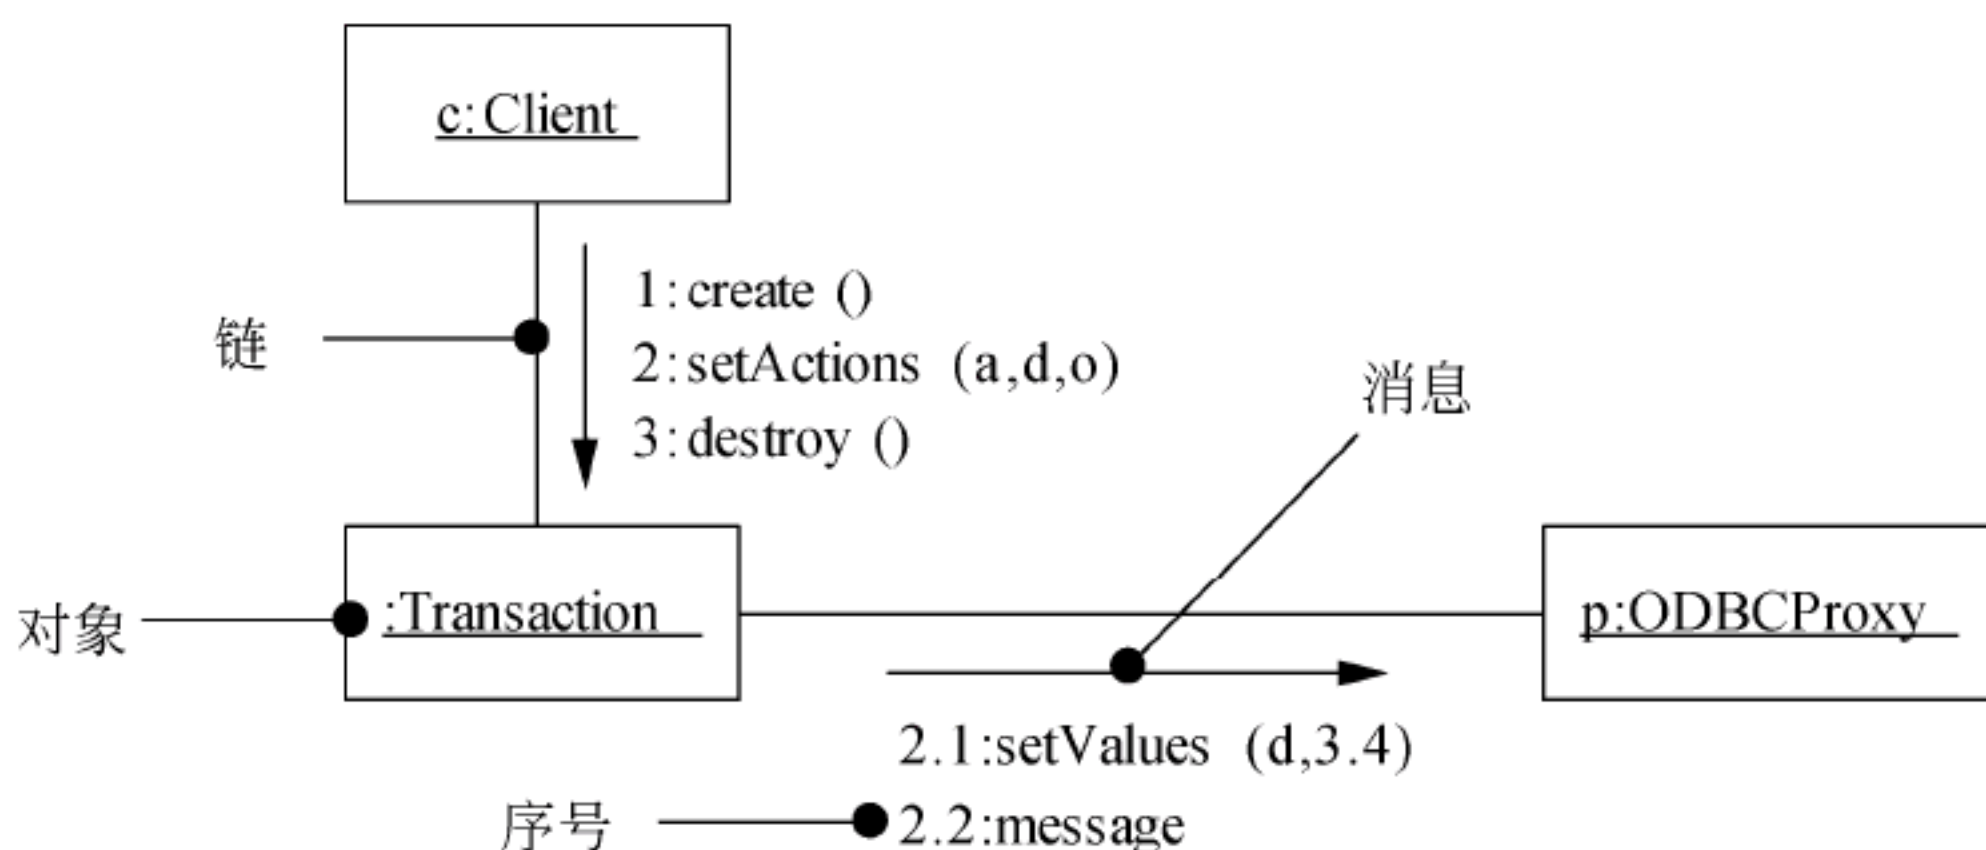 c:Client
1:create ()
链
2:setActions (a,d,o)
消息
3:destroy ()
对象
:Transaction
p:ODBCProxy
2.1:setValues (d,3.4)
序号
2.2:message